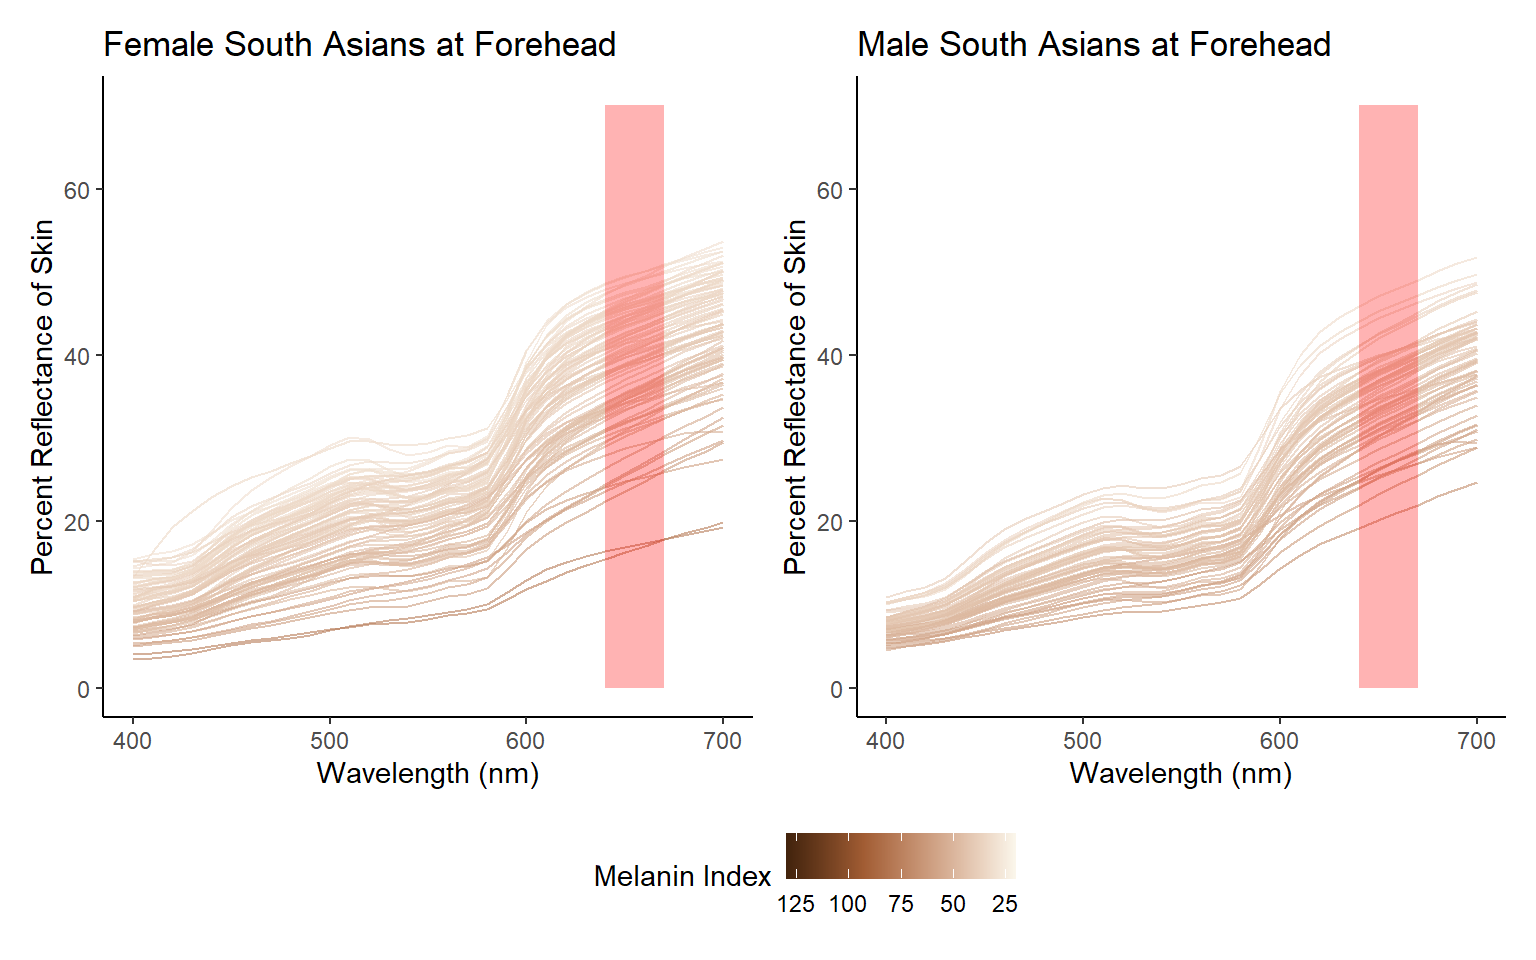 Female South Asians at Forehead
Percent Reflectance of Skin
60
40
20
0
400 500 600 700
Wavelength (nm)
Male South Asians at Forehead
Percent Reflectance of Skin
60
40
20
0
400 500 600 700
Wavelength (nm)
Melanin Index
125 100 75 50 25